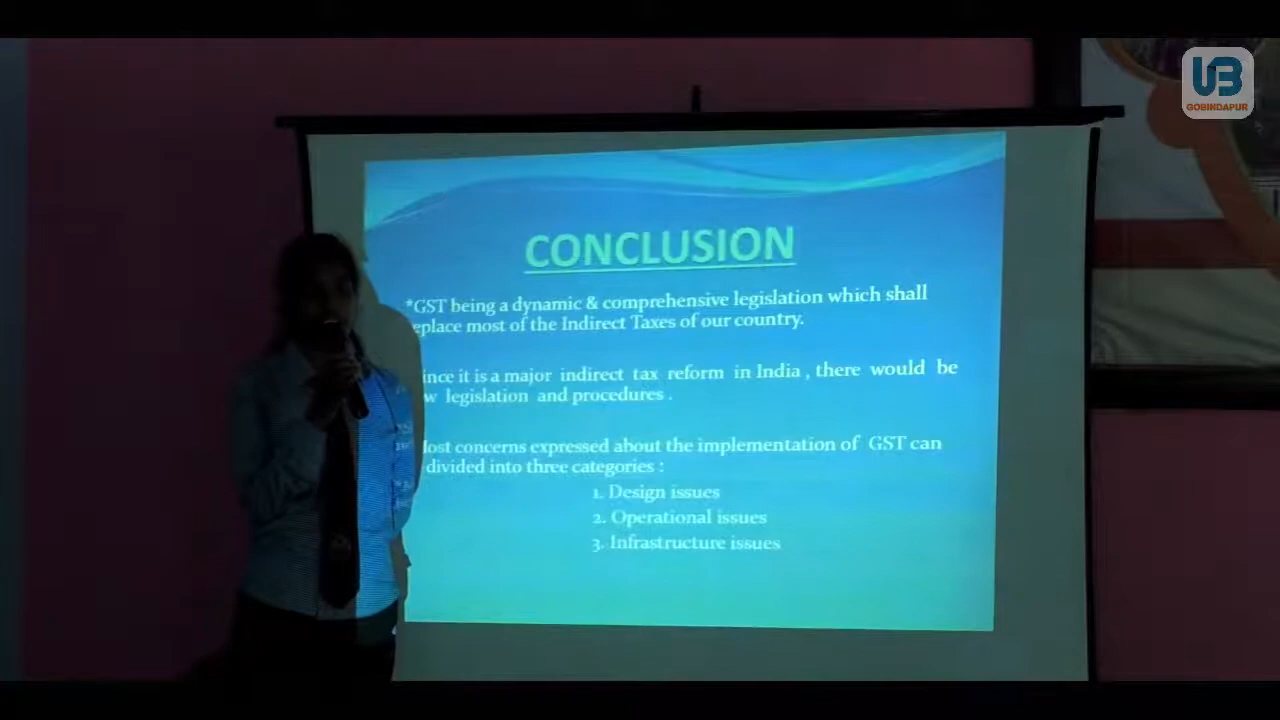 UB
GOBINDAPUR
CONCLUSION
*GST being a dynamic & comprehensive legislation which shall
eplace most of the Indirect Taxes of our country.
ince it is a major indirect tax reform in India , there would be
w legislation and procedures .
lost concerns expressed about the implementation of GST can
divided into three categories :
1. Design issues
2. Operational issues
3. Infrastructure issues